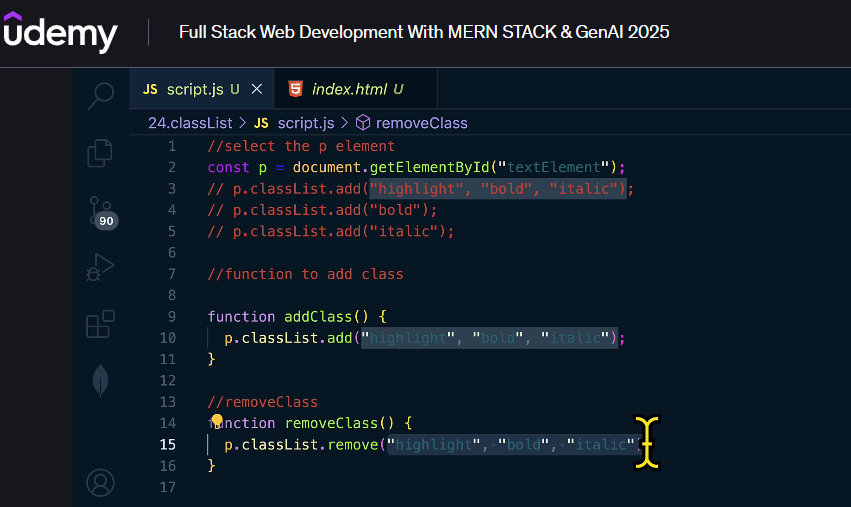 udemy
Full Stack Web Development With MERN STACK & GenAI 2025
JS script.js U × index.html U
24.classList > JS script.js > removeClass
1 //select the p element
2 const p = document.getElementById("textElement");
3 // p.classList.add("highlight", "bold", "italic");
4 // p.classList.add("bold");
5 // p.classList.add("italic");
6
7 //function to add class
8
9 function addClass() {
10 p.classList.add("highlight", "bold", "italic");
11 }
12
13 //removeClass
14 function removeClass() {
15 p.classList.remove("highlight", "bold", "italic")
16 }
17
90